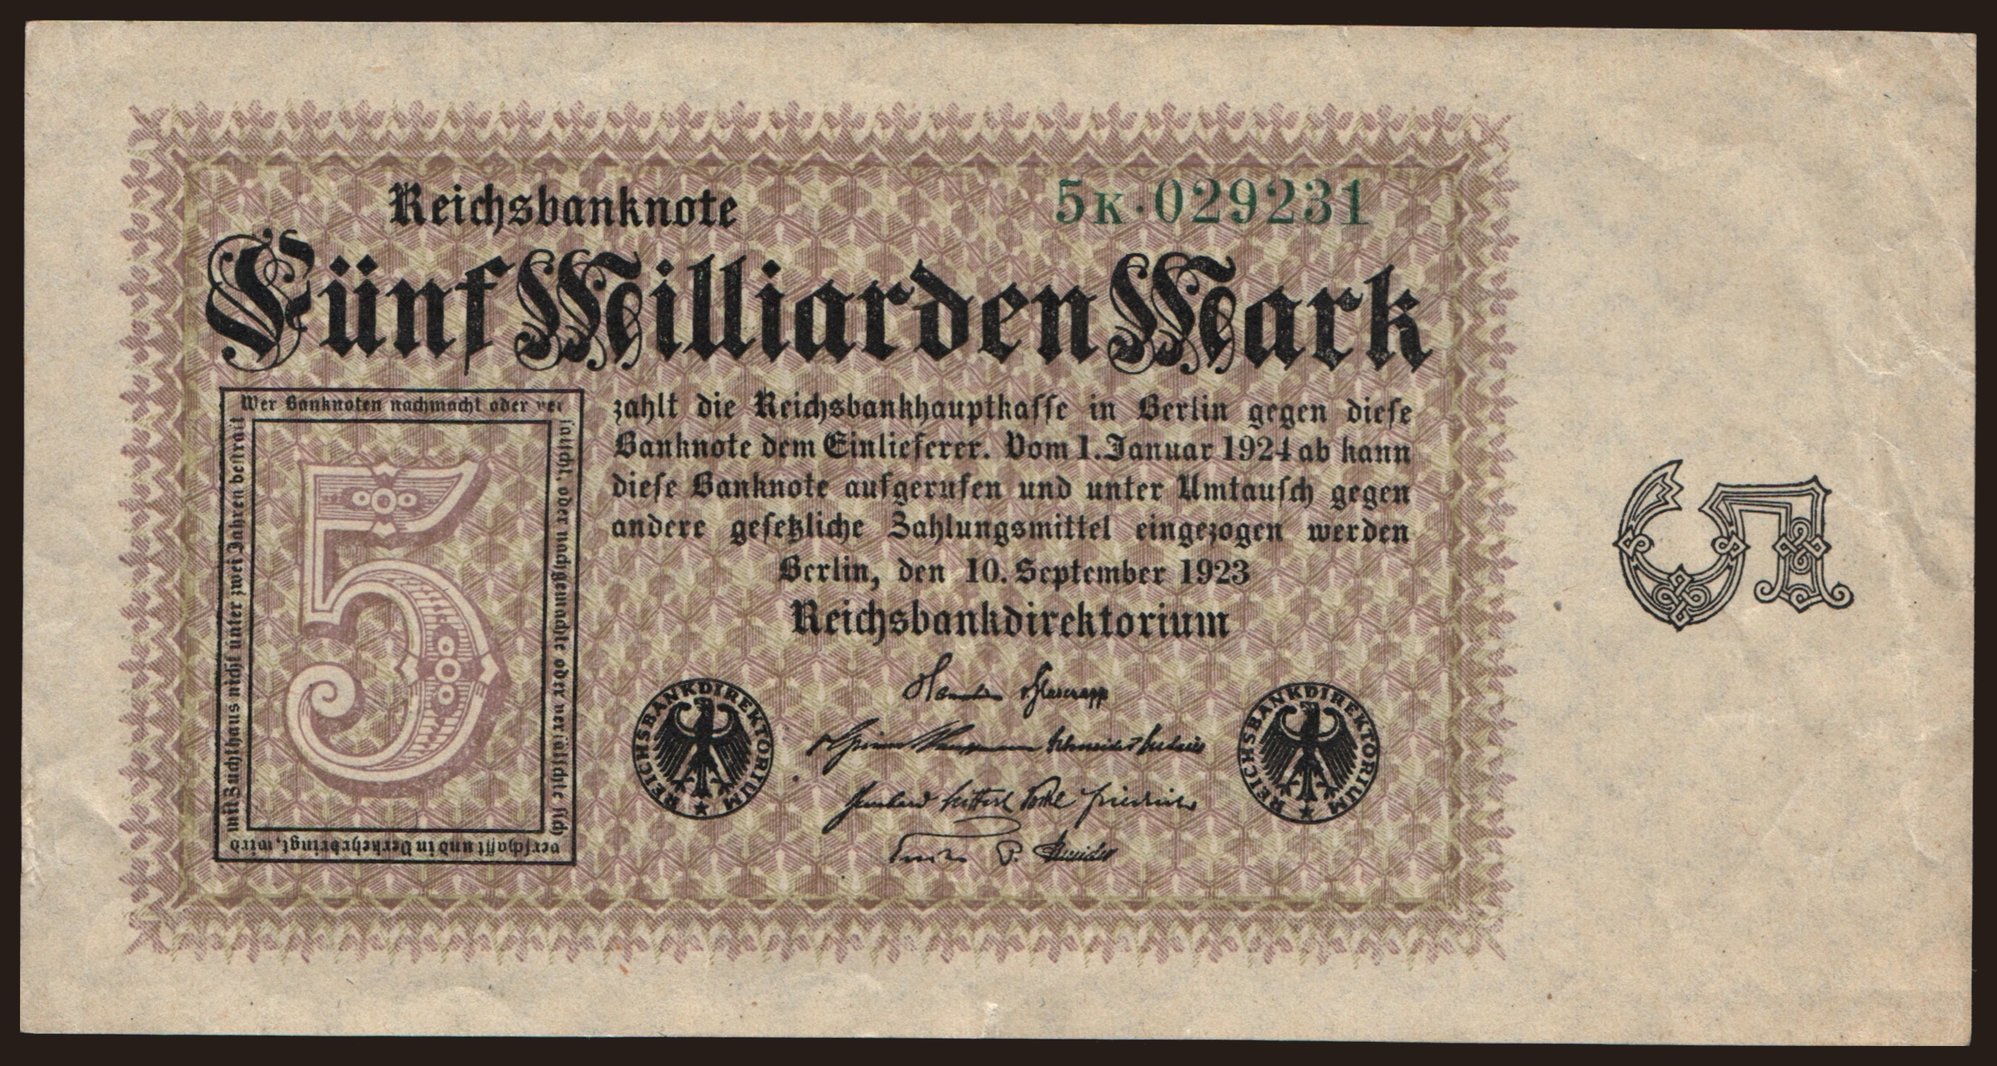 Reichsbanknote
5K·029231
Fünf Milliarden Mark
zahlt die Reichsbankhauptkasse in Berlin gegen diese
Banknote dem Einlieferer. Vom 1. Januar 1924 ab kann
diese Banknote aufgerufen und unter Umtausch gegen
andere gesetzliche Zahlungsmittel eingezogen werden
Berlin, den 10. September 1923
Reichsbankdirektorium
Wer Banknoten nachmacht oder ver
fälscht, oder nachgemachte oder verfälschte sich
verschafft und in Verkehr bringt, wird
mit Zuchthaus nicht unter zwei Jahren bestraft
5
REICHSBANKDIREKTORIUM
REICHSBANKDIREKTORIUM
5